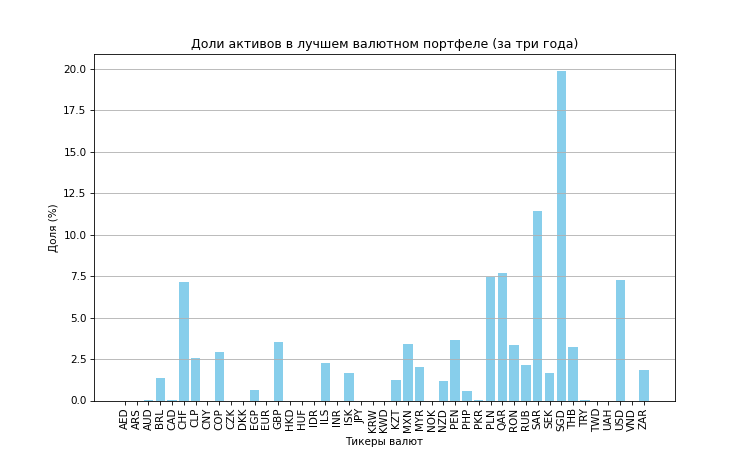 Доли активов в лучшем валютном портфеле (за три года)
Доля (%)
20.0
17.5
15.0
12.5
10.0
7.5
5.0
2.5
0.0
AED ARS AUD BRL CAD CHF CLP CNY COP CZK DKK EGP EUR GBP HKD HUF IDR ILS INR ISK JPY KRW KWD KZT MXN MYR NOK NZD PEN PHP PKR PLN QAR RON RUB SAR SEK SGD THB TRY TWD UAH USD VND ZAR
Тикеры валют